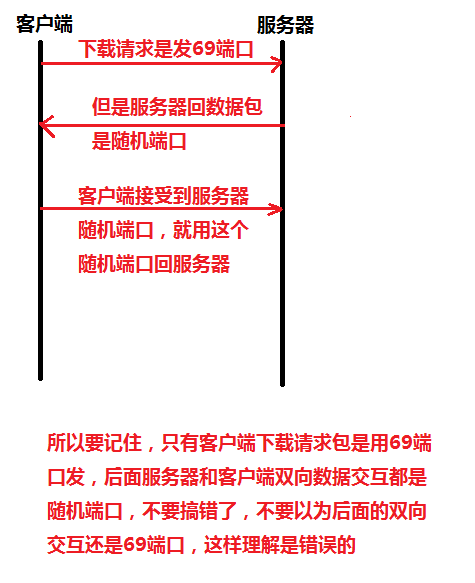 客户端
服务器
下载请求是发69端口
但是服务器回数据包
是随机端口
客户端接受到服务器
随机端口，就用这个
随机端口回服务器
所以要记住，只有客户端下载请求包是用69端
口发，后面服务器和客户端双向数据交互都是
随机端口，不要搞错了，不要以为后面的双向
交互还是69端口，这样理解是错误的